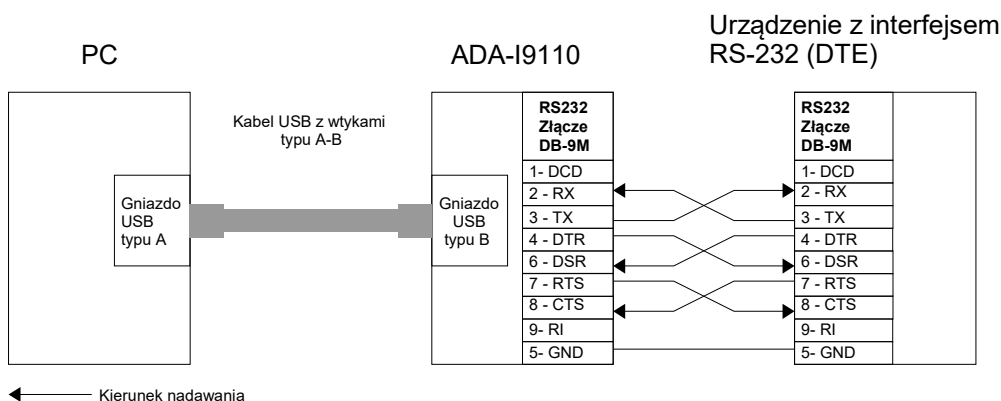 PC
ADA-I9110
Urządzenie z interfejsem
RS-232 (DTE)
Kabel USB z wtykami
typu A-B
Gniazdo
USB
typu A
Gniazdo
USB
typu B
RS232
Złącze
DB-9M
1- DCD
2 - RX
3 - TX
4 - DTR
6 - DSR
7 - RTS
8 - CTS
9- RI
5- GND
RS232
Złącze
DB-9M
1- DCD
2 - RX
3 - TX
4 - DTR
6 - DSR
7 - RTS
8 - CTS
9- RI
5- GND
Kierunek nadawania